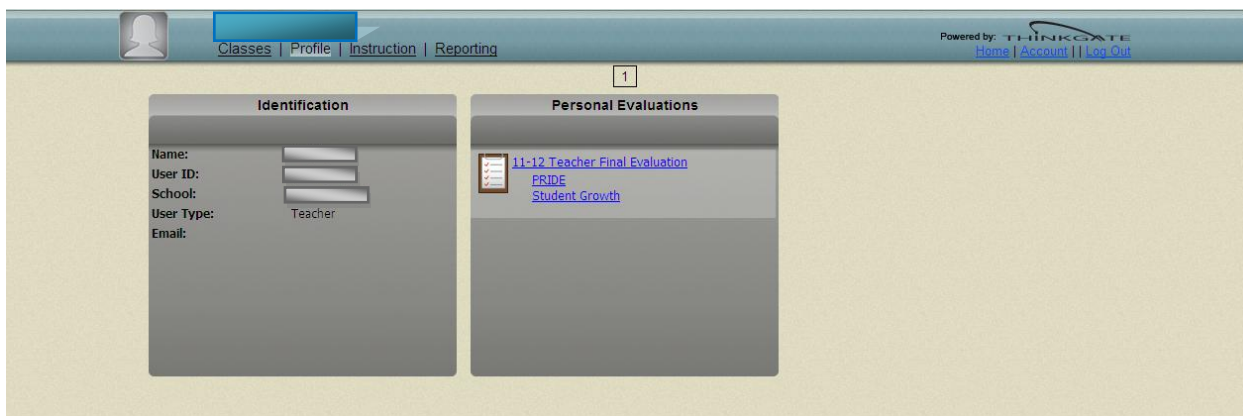 Classes | Profile | Instruction | Reporting
Powered by: THINKGATE
Home | Account | | Log Out
1
Identification
Name:
User ID:
School:
User Type: Teacher
Email:
Personal Evaluations
11-12 Teacher Final Evaluation
PRIDE
Student Growth